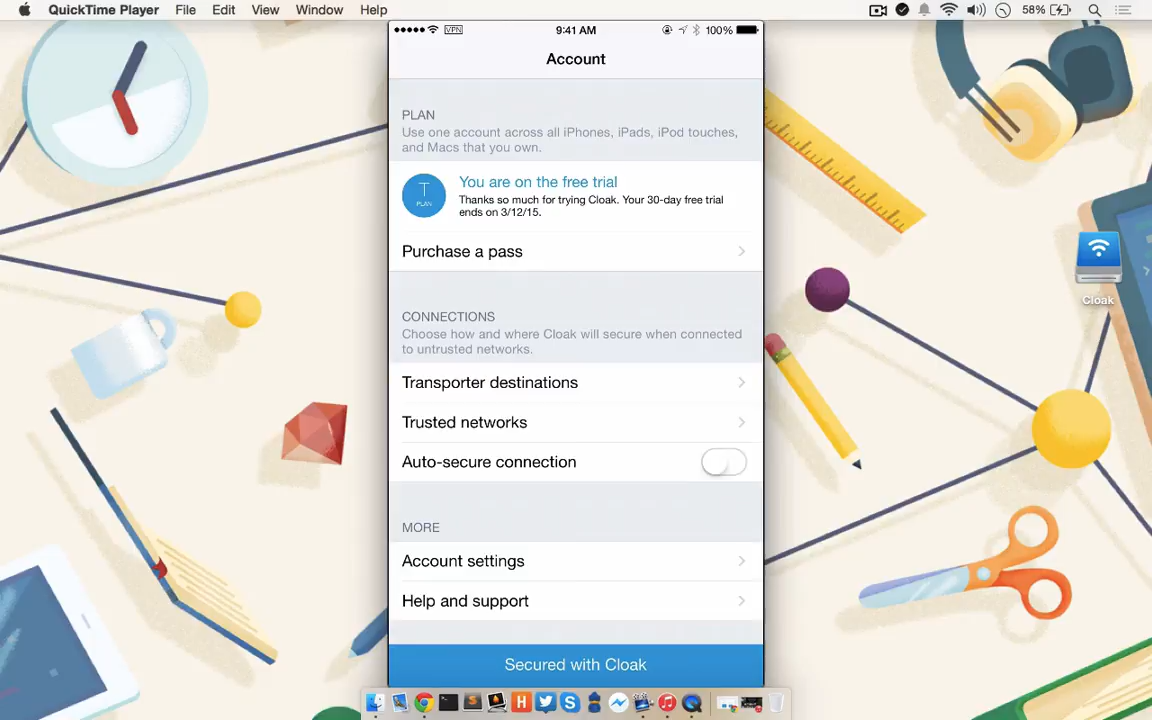 QuickTime Player File Edit View Window Help 58%
VPN 9:41 AM 100%
Account
PLAN
Use one account across all iPhones, iPads, iPod touches,
and Macs that you own.
T
PLAN
You are on the free trial
Thanks so much for trying Cloak. Your 30-day free trial
ends on 3/12/15.
Purchase a pass
CONNECTIONS
Choose how and where Cloak will secure when connected
to untrusted networks.
Transporter destinations
Trusted networks
Auto-secure connection
MORE
Account settings
Help and support
Secured with Cloak
Cloak